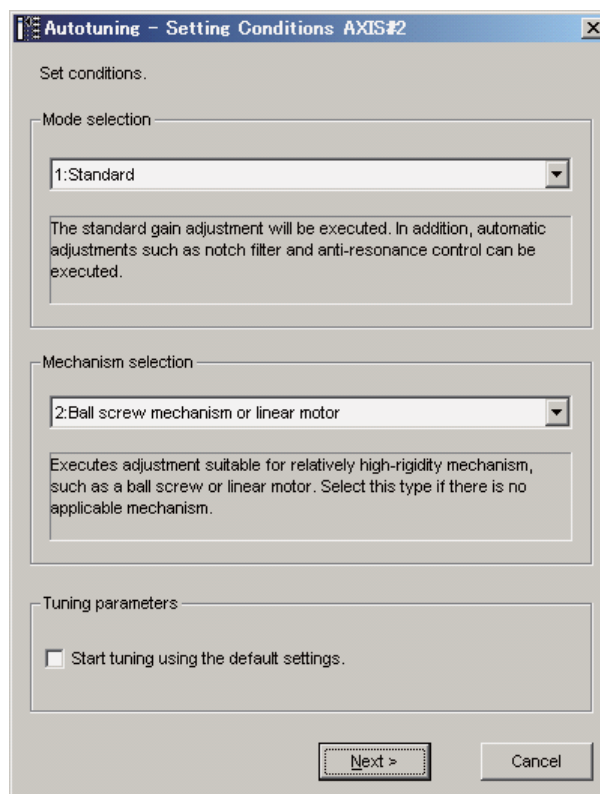 Autotuning - Setting Conditions AXIS#2
Set conditions.
Mode selection
1:Standard
The standard gain adjustment will be executed. In addition, automatic
adjustments such as notch filter and anti-resonance control can be
executed.
Mechanism selection
2:Ball screw mechanism or linear motor
Executes adjustment suitable for relatively high-rigidity mechanism,
such as a ball screw or linear motor. Select this type if there is no
applicable mechanism.
Tuning parameters
Start tuning using the default settings.
Next >
Cancel